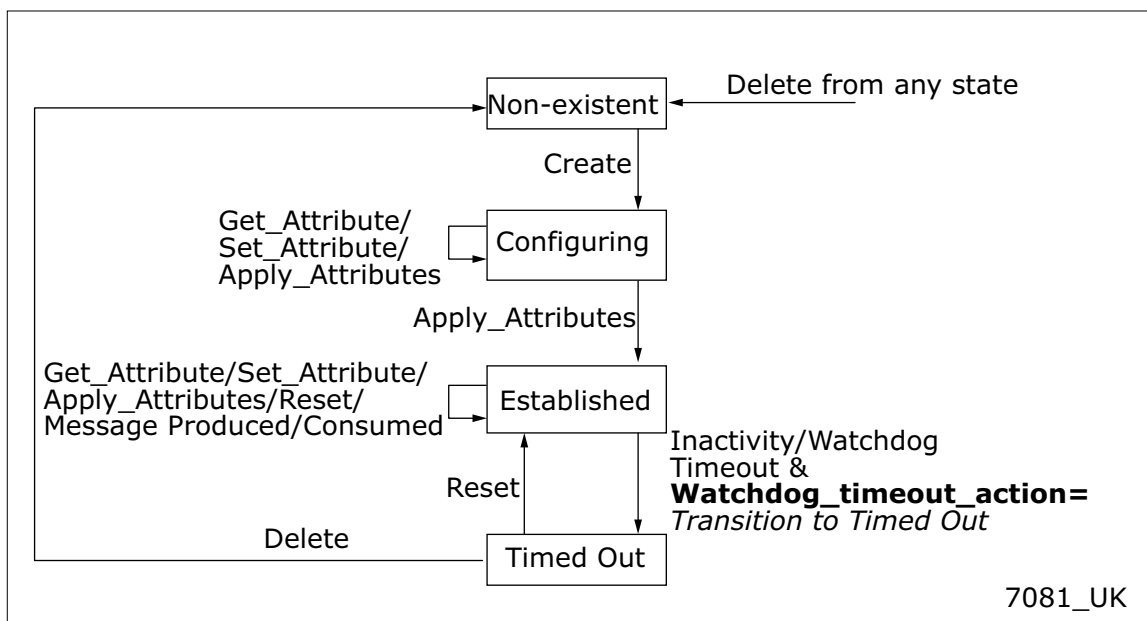 Delete from any state
Non-existent
Create
Get_Attribute/
Set_Attribute/
Apply_Attributes
Configuring
Apply_Attributes
Get_Attribute/Set_Attribute/
Apply_Attributes/Reset/
Message Produced/Consumed
Established
Inactivity/Watchdog
Timeout &
Watchdog_timeout_action=
Transition to Timed Out
Reset
Delete
Timed Out
7081_UK